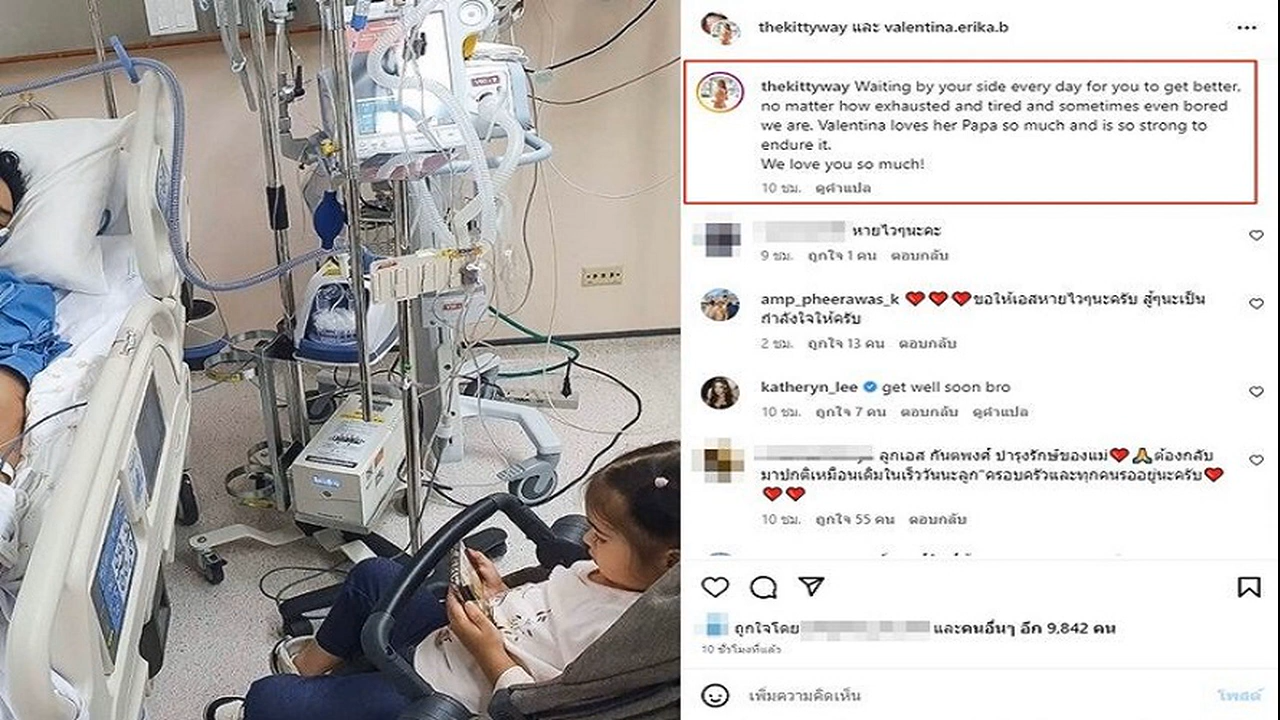 thekittyway และ valentina.erika.b
thekittyway Waiting by your side every day for you to get better,
no matter how exhausted and tired and sometimes even bored
we are. Valentina loves her Papa so much and is so strong to
endure it.
We love you so much!
10 ชม. ดูคำแปล
หายไวๆนะคะ
9 ชม. ถูกใจ 1 คน ตอบกลับ
amp_pheerawas_k ❤️❤️❤️ขอให้เอสหายไวๆนะครับ สู้ๆนะเป็น
กำลังใจให้ครับ
2 ชม. ถูกใจ 13 คน ตอบกลับ
katheryn_lee get well soon bro
10 ชม. ถูกใจ 7 คน ตอบกลับ ดูคำแปล
ลูกเอส กันตพงศ์ บำรุงรักษ์ของแม่❤️🙏ต้องกลับ
มาปกติเหมือนเดิมในเร็ววันนะลูก"ครอบครัวและทุกคนรออยู่นะครับ❤️
❤️❤️
10 ชม. ถูกใจ 55 คน ตอบกลับ
ถูกใจโดย และคนอื่นๆ อีก 9,842 คน
10 ชั่วโมงที่แล้ว
เพิ่มความคิดเห็น
โพสต์